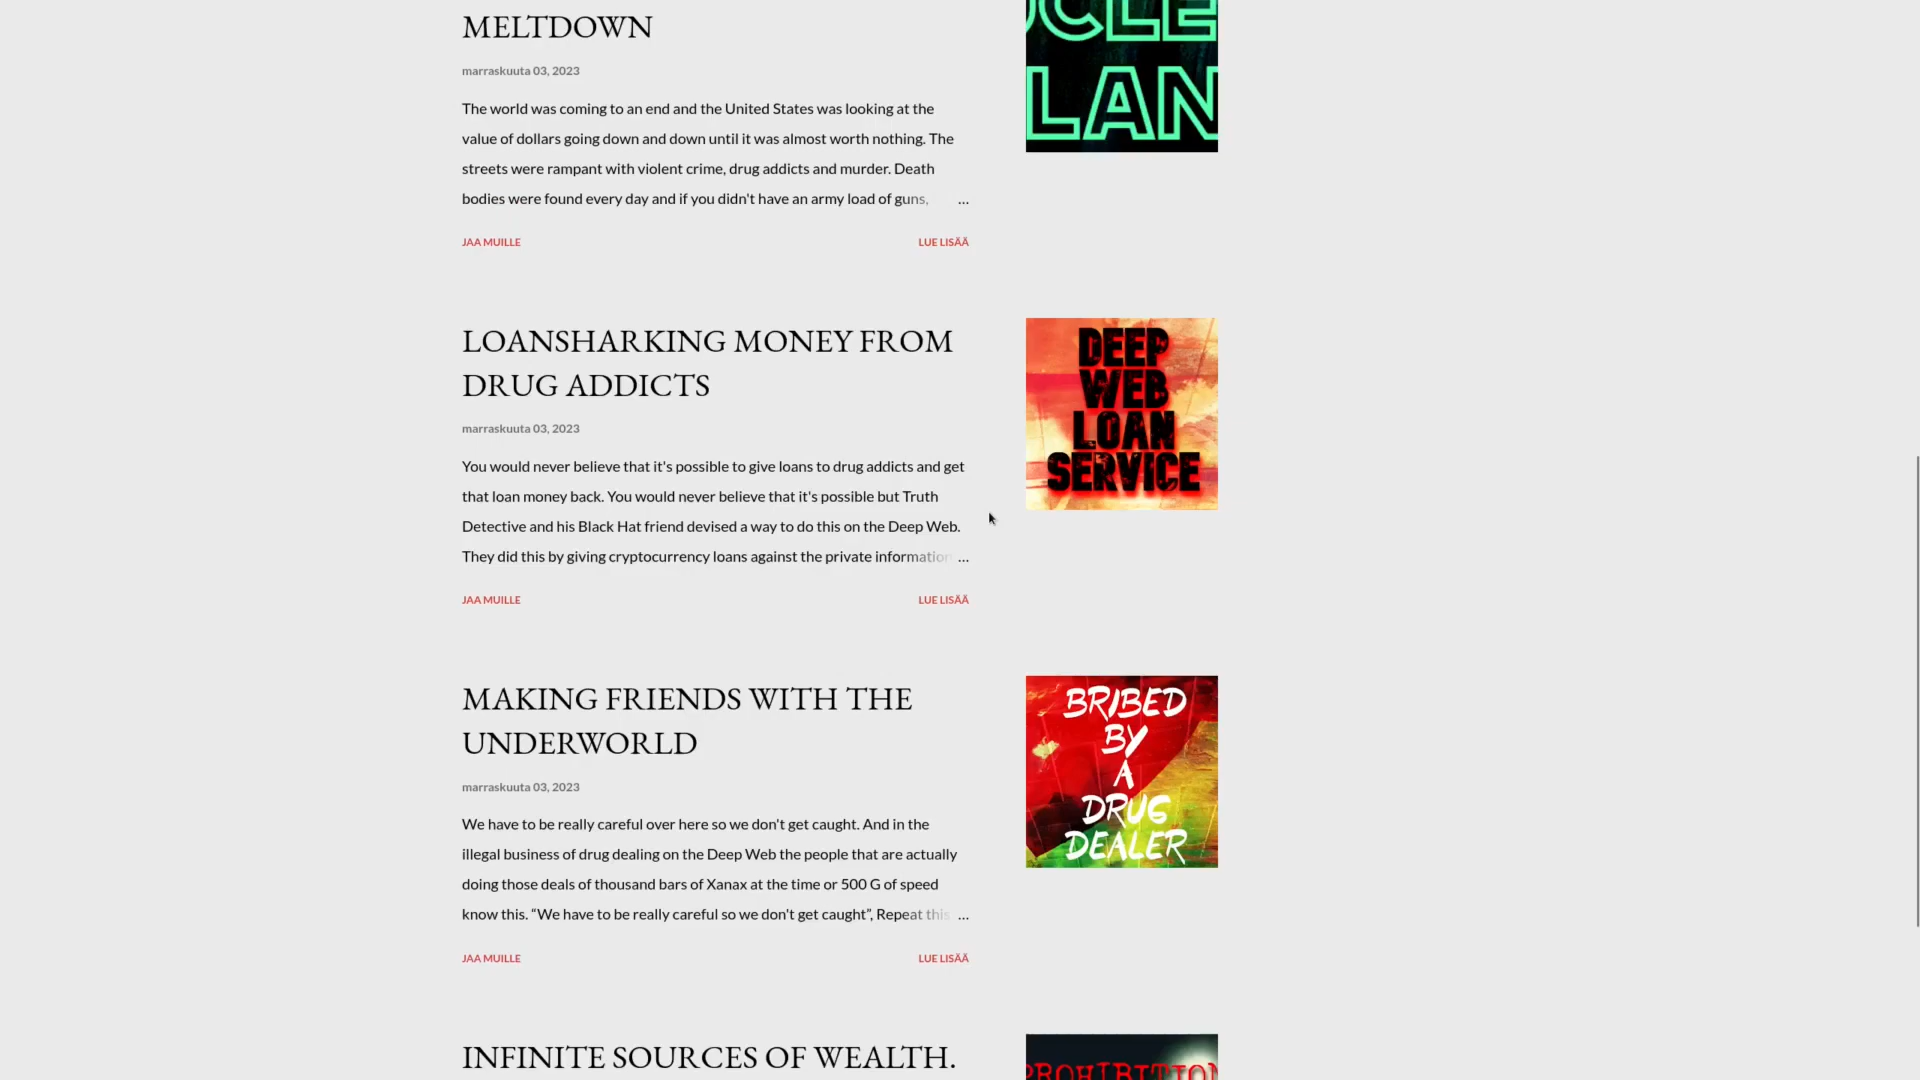 MELTDOWN
marraskuuta 03, 2023
The world was coming to an end and the United States was looking at the
value of dollars going down and down until it was almost worth nothing. The
streets were rampant with violent crime, drug addicts and murder. Death
bodies were found every day and if you didn't have an army load of guns, ...
JAA MUILLE
LUE LISÄÄ
LAN
LOANSHARKING MONEY FROM
DRUG ADDICTS
marraskuuta 03, 2023
You would never believe that it's possible to give loans to drug addicts and get
that loan money back. You would never believe that it's possible but Truth
Detective and his Black Hat friend devised a way to do this on the Deep Web.
They did this by giving cryptocurrency loans against the private information ...
JAA MUILLE
LUE LISÄÄ
DEEP
WEB
LOAN
SERVICE
MAKING FRIENDS WITH THE
UNDERWORLD
marraskuuta 03, 2023
We have to be really careful over here so we don't get caught. And in the
illegal business of drug dealing on the Deep Web the people that are actually
doing those deals of thousand bars of Xanax at the time or 500 G of speed
know this. “We have to be really careful so we don't get caught”, Repeat this ...
JAA MUILLE
LUE LISÄÄ
BRIBED
BY
A
DRUG
DEALER
INFINITE SOURCES OF WEALTH.
PROHIBITION